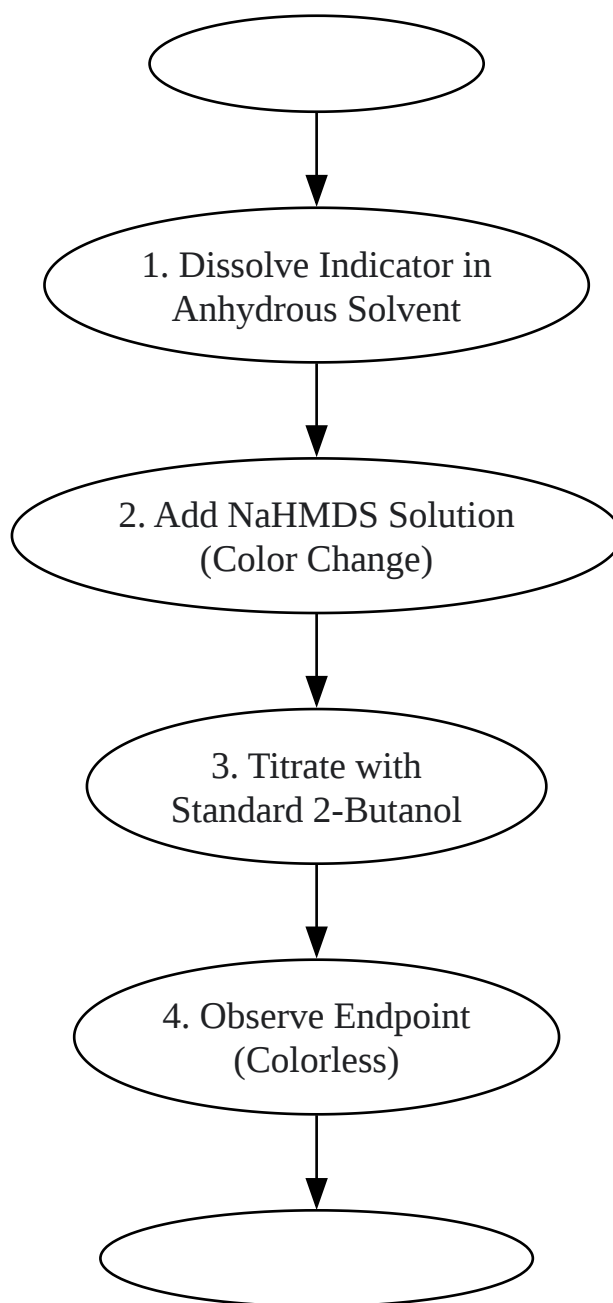 1. Dissolve Indicator in
Anhydrous Solvent
2. Add NaHMDS Solution
(Color Change)
3. Titrate with
Standard 2-Butanol
4. Observe Endpoint
(Colorless)